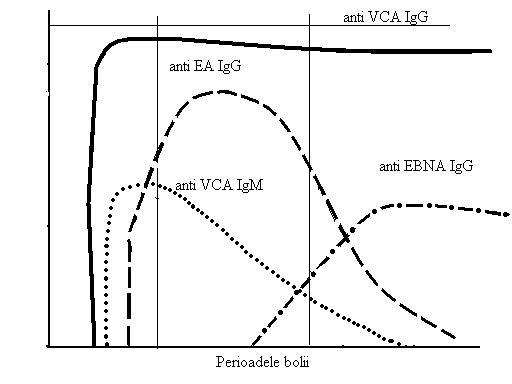 anti VCA IgG
anti EA IgG
anti EBNA IgG
anti VCA IgM
Perioadele bolii